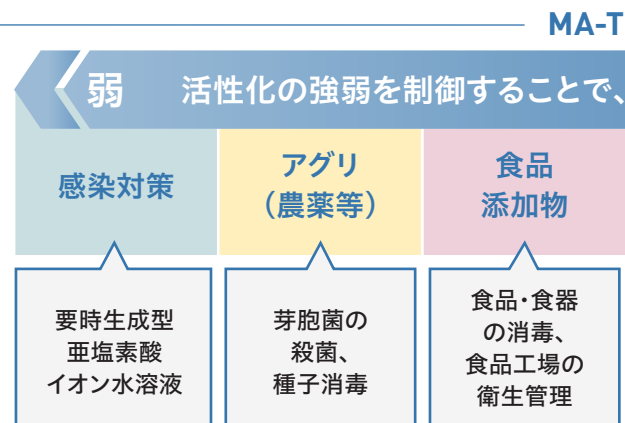 MA-T
弱 活性化の強弱を制御することで、
感染対策
アグリ
（農薬等）
食品
添加物
要時生成型
亜塩素酸
イオン水溶液
芽胞菌の
殺菌、
種子消毒
食品・食器
の消毒、
食品工場の
衛生管理